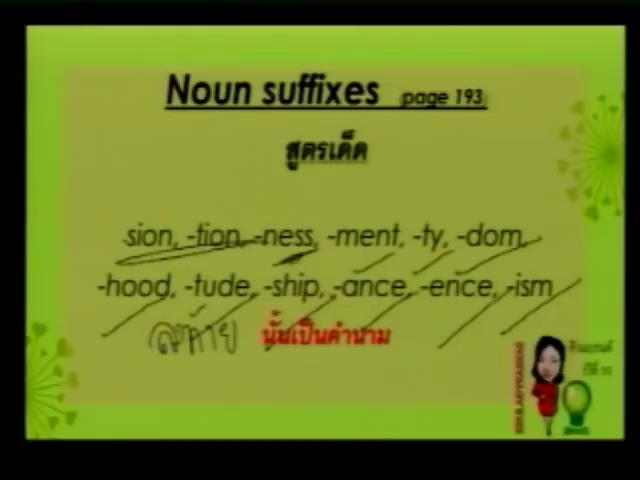 Noun suffixes (page 193)
สูตรเด็ด
-sion, -tion, -ness, -ment, -ty, -dom,
-hood, -tude, -ship, -ance, -ence, -ism
ลงท้าย นั้นเป็นคำนาม